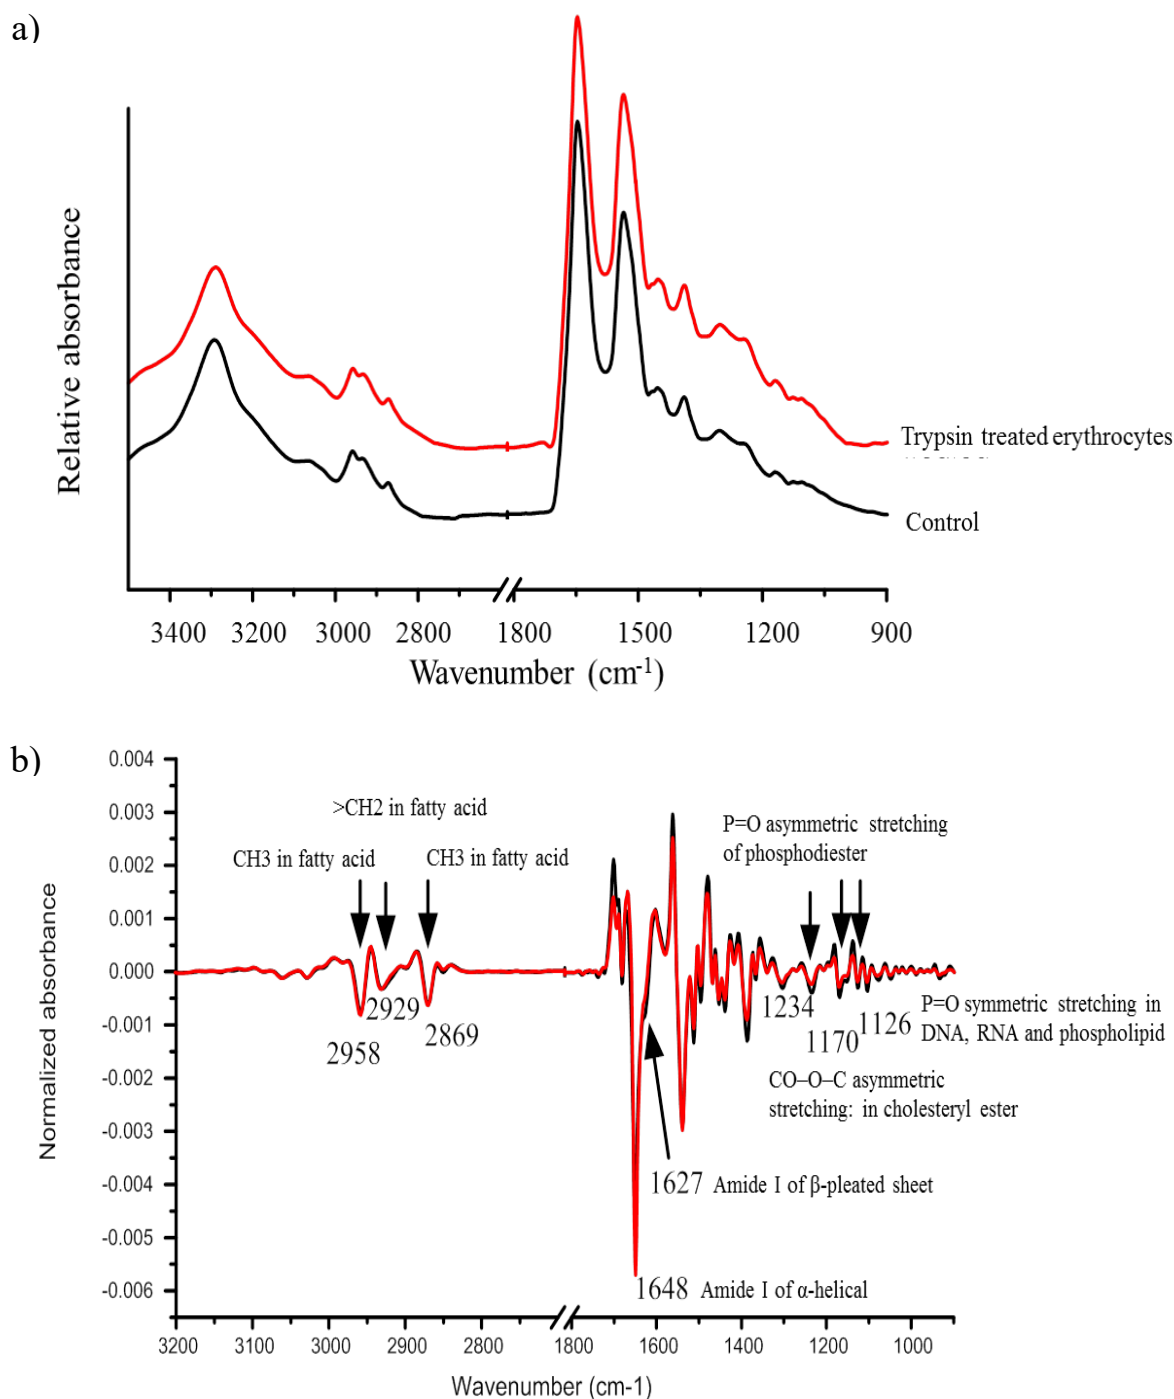 a)
Relative absorbance
Trypsin treated erythrocytes
Control
3400 3200 3000 2800 1800 1500 1200 900
Wavenumber (cm-1)
b)
0.004
0.003
0.002
0.001
0.000
-0.001
-0.002
-0.003
-0.004
-0.005
-0.006
Normalized absorbance
>CH2 in fatty acid
CH3 in fatty acid
CH3 in fatty acid
P=O asymmetric stretching
of phosphodiester
2958
2929
2869
1234
1170
1126
P=O symmetric stretching in
DNA, RNA and phospholipid
CO–O–C asymmetric
stretching: in cholesteryl ester
1627 Amide I of β-pleated sheet
1648 Amide I of α-helical
3200 3000 2900 2800 1800 1600 1400 1200 1000
Wavenumber (cm-1)